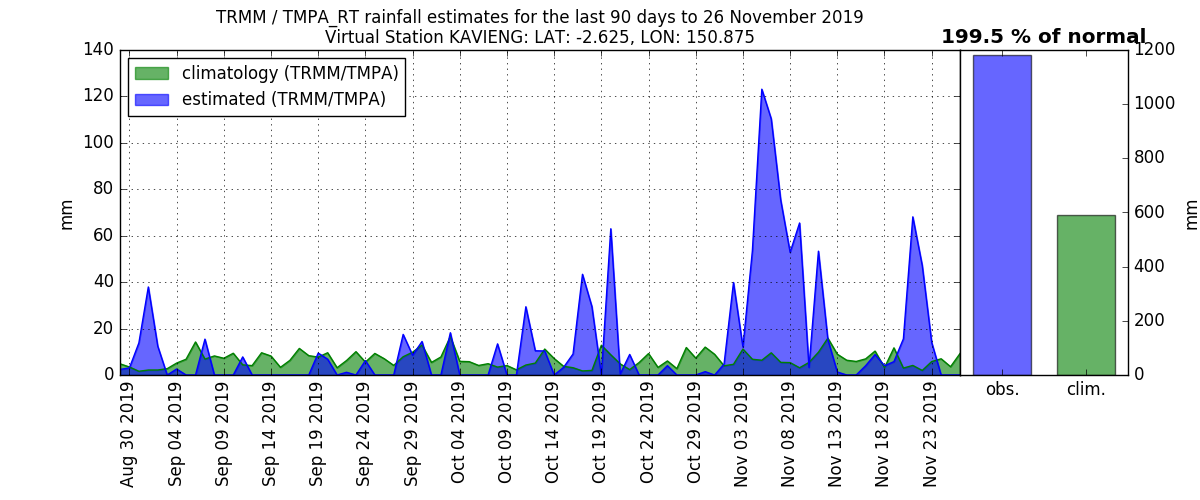 TRMM / TMPA_RT rainfall estimates for the last 90 days to 26 November 2019
Virtual Station KAVIENG: LAT: -2.625, LON: 150.875
199.5 % of normal
climatology (TRMM/TMPA)
estimated (TRMM/TMPA)
mm
140
120
100
80
60
40
20
0
Aug 30 2019
Sep 04 2019
Sep 09 2019
Sep 14 2019
Sep 19 2019
Sep 24 2019
Sep 29 2019
Oct 04 2019
Oct 09 2019
Oct 14 2019
Oct 19 2019
Oct 24 2019
Oct 29 2019
Nov 03 2019
Nov 08 2019
Nov 13 2019
Nov 18 2019
Nov 23 2019
1200
1000
800
600
400
200
0
mm
obs.
clim.